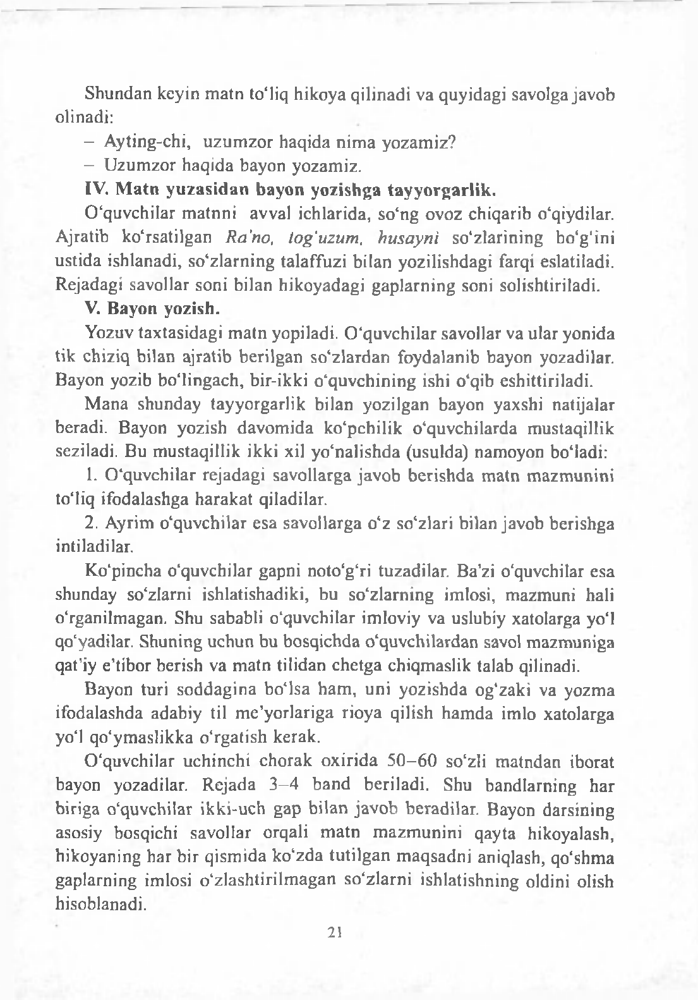 Shundan keyin matn to‘liq hikoya qilinadi va quyidagi savolga javob
olinadi:
– Ayting-chi, uzumzor haqida nima yozamiz?
– Uzumzor haqida bayon yozamiz.
IV. Matn yuzasidan bayon yozishga tayyorgarlik.
O‘quvchilar matnni avval ichlarida, so‘ng ovoz chiqarib o‘qiydilar.
Ajratib ko‘rsatilgan Ra'no, tog'uzum, husayni so‘zlarining bo‘g‘ini
ustida ishlanadi, so‘zlarning talaffuzi bilan yozilishdagi farqi eslatiladi.
Rejadagi savollar soni bilan hikoyadagi gaplarning soni solishtiriladi.
V. Bayon yozish.
Yozuv taxtasidagi matn yopiladi. O‘quvchilar savollar va ular yonida
tik chiziq bilan ajratib berilgan so‘zlardan foydalanib bayon yozadilar.
Bayon yozib bo‘lingach, bir-ikki o‘quvchining ishi o‘qib eshittiriladi.
Mana shunday tayyorgarlik bilan yozilgan bayon yaxshi natijalar
beradi. Bayon yozish davomida ko‘pchilik o‘quvchilarda mustaqillik
seziladi. Bu mustaqillik ikki xil yo‘nalishda (usulda) namoyon bo‘ladi:
1. O‘quvchilar rejadagi savollarga javob berishda matn mazmunini
to‘liq ifodalashga harakat qiladilar.
2. Ayrim o‘quvchilar esa savollarga o‘z so‘zlari bilan javob berishga
intiladilar.
Ko‘pincha o‘quvchilar gapni noto‘g‘ri tuzadilar. Ba’zi o‘quvchilar esa
shunday so‘zlarni ishlatishadiki, bu so‘zlarning imlosi, mazmuni hali
o‘rganilmagan. Shu sababli o‘quvchilar imloviy va uslubiy xatolarga yo‘l
qo‘yadilar. Shuning uchun bu bosqichda o‘quvchilardan savol mazmuniga
qat’iy e’tibor berish va matn tilidan chetga chiqmaslik talab qilinadi.
Bayon turi soddagina bo‘lsa ham, uni yozishda og‘zaki va yozma
ifodalashda adabiy til me’yorlariga rioya qilish hamda imlo xatolarga
yo‘l qo‘ymaslikka o‘rgatish kerak.
O‘quvchilar uchinchi chorak oxirida 50–60 so‘zli matndan iborat
bayon yozadilar. Rejada 3–4 band beriladi. Shu bandlarning har
biriga o‘quvchilar ikki-uch gap bilan javob beradilar. Bayon darsining
asosiy bosqichi savollar orqali matn mazmunini qayta hikoyalash,
hikoyaning har bir qismida ko‘zda tutilgan maqsadni aniqlash, qo‘shma
gaplarning imlosi o‘zlashtirilmagan so‘zlarni ishlatishning oldini olish
hisoblanadi.
21